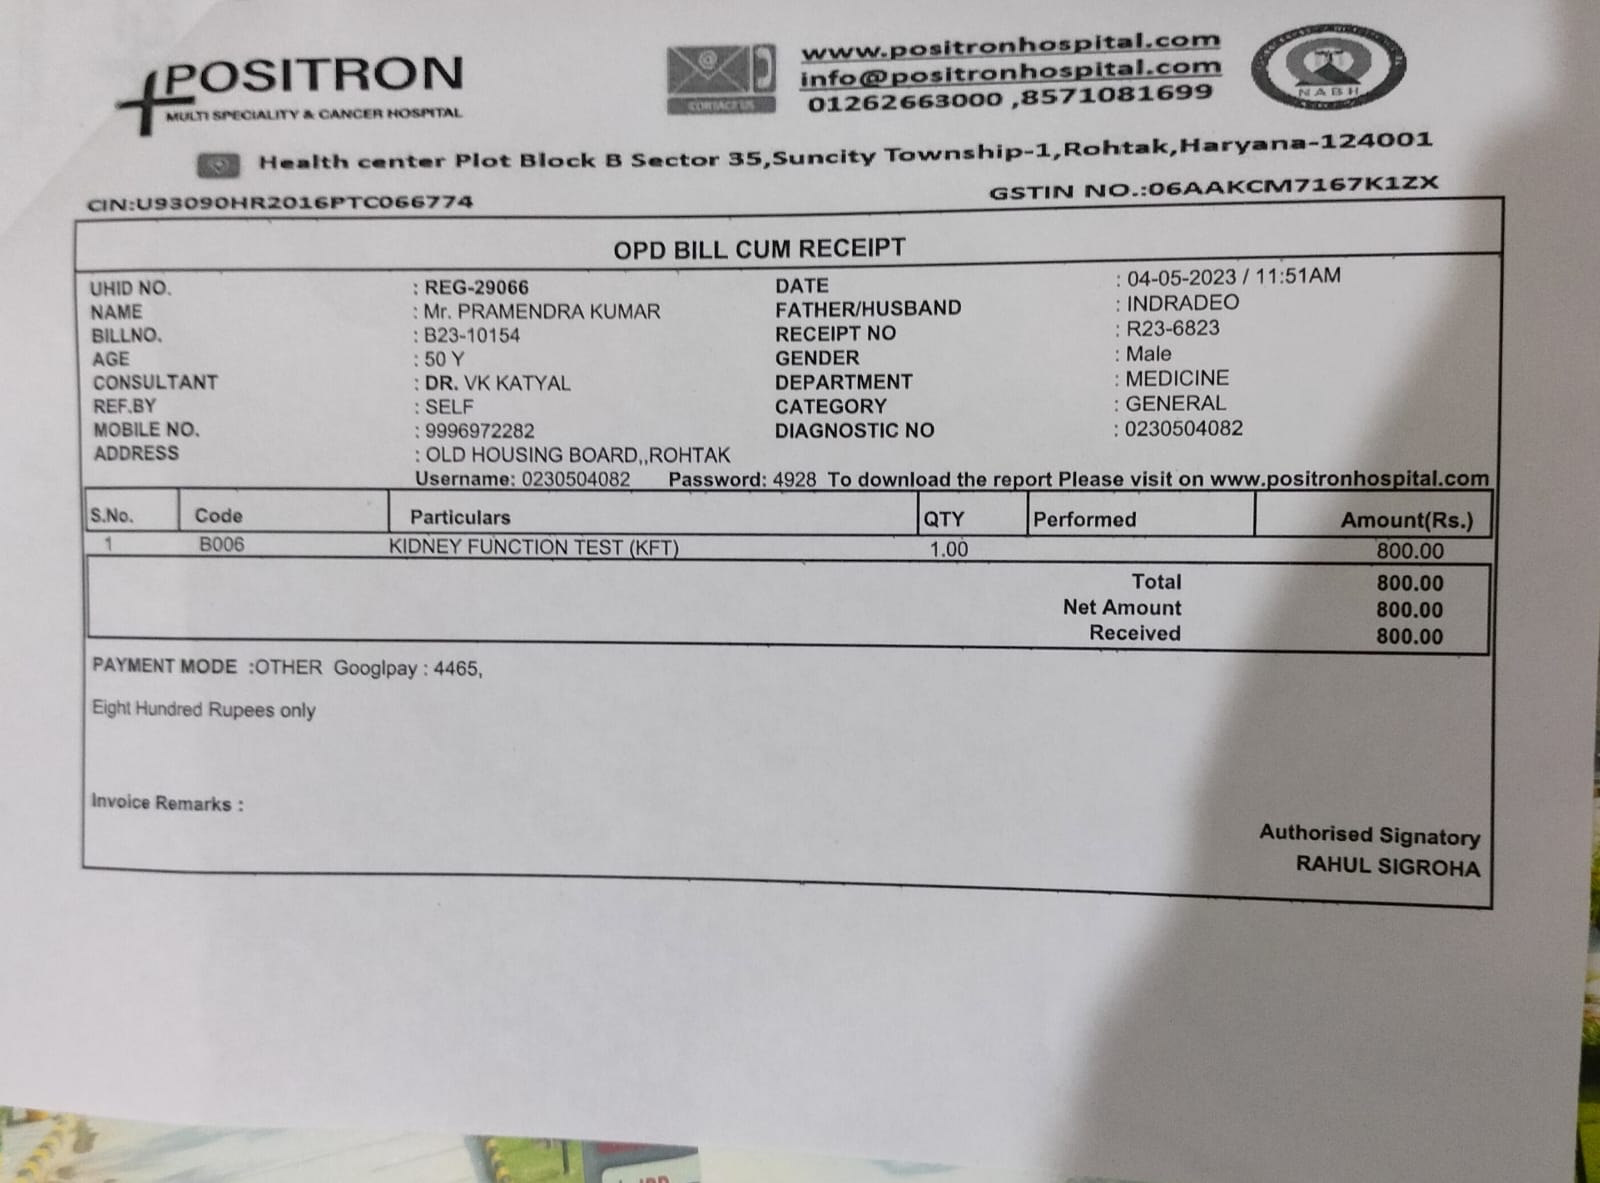 POSITRON
MULTI SPECIALITY & CANCER HOSPITAL
CONTACT US
www.positronhospital.com
info@positronhospital.com
01262663000 ,8571081699
NABH
Health center Plot Block B Sector 35,Suncity Township-1,Rohtak,Haryana-124001
CIN:U93090HR2016PTC066774 GSTIN NO.:06AAKCM7167K1ZX
OPD BILL CUM RECEIPT
UHID NO. : REG-29066 DATE : 04-05-2023 / 11:51AM
NAME : Mr. PRAMENDRA KUMAR FATHER/HUSBAND : INDRADEO
BILLNO. : B23-10154 RECEIPT NO : R23-6823
AGE : 50 Y GENDER : Male
CONSULTANT : DR. VK KATYAL DEPARTMENT : MEDICINE
REF.BY : SELF CATEGORY : GENERAL
MOBILE NO. : 9996972282 DIAGNOSTIC NO : 0230504082
ADDRESS : OLD HOUSING BOARD,,ROHTAK
Username: 0230504082 Password: 4928 To download the report Please visit on www.positronhospital.com
S.No. Code Particulars QTY Performed Amount(Rs.)
1 B006 KIDNEY FUNCTION TEST (KFT) 1.00 800.00
Total 800.00
Net Amount 800.00
Received 800.00
PAYMENT MODE :OTHER Googlpay : 4465,
Eight Hundred Rupees only
Invoice Remarks :
Authorised Signatory
RAHUL SIGROHA